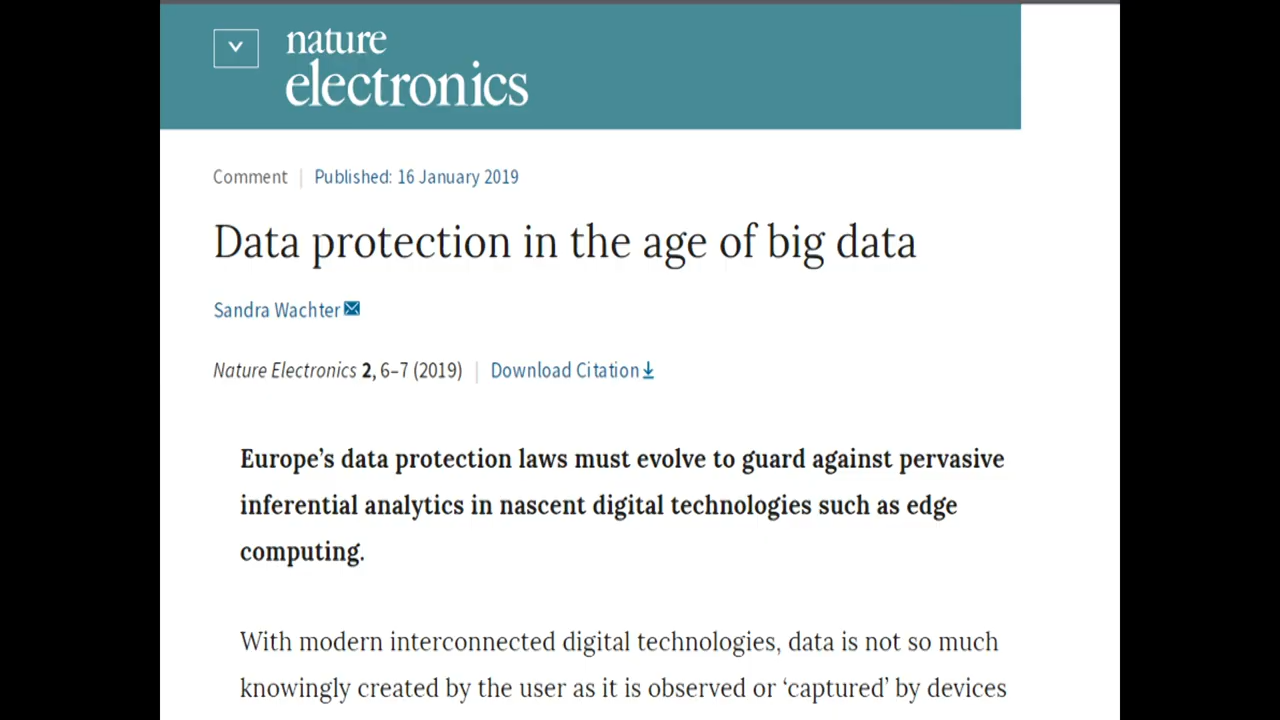 nature
electronics
Comment | Published: 16 January 2019
Data protection in the age of big data
Sandra Wachter
Nature Electronics 2, 6–7 (2019) | Download Citation
Europe’s data protection laws must evolve to guard against pervasive
inferential analytics in nascent digital technologies such as edge
computing.
With modern interconnected digital technologies, data is not so much
knowingly created by the user as it is observed or ‘captured’ by devices